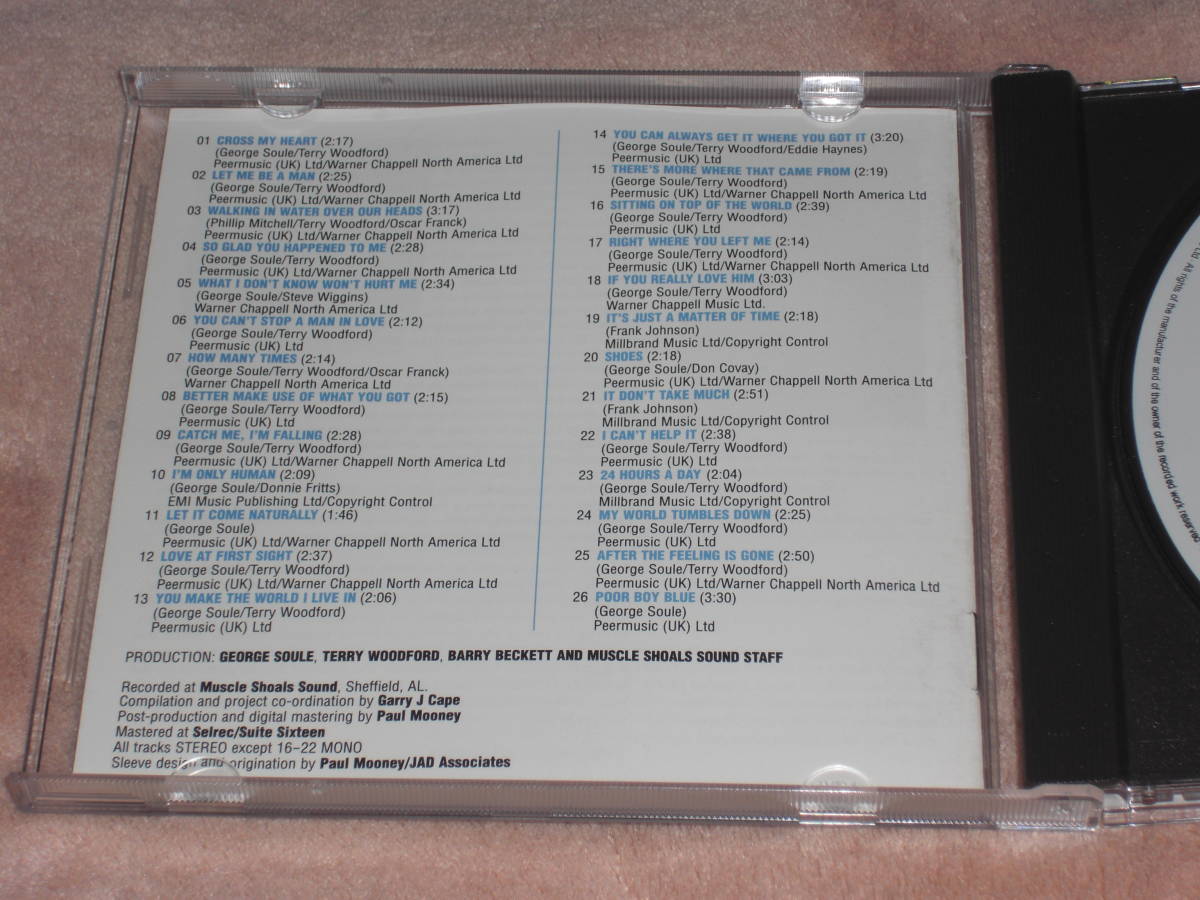 01 CROSS MY HEART (2:17)
(George Soule/Terry Woodford)
Peermusic (UK) Ltd/Warner Chappell North America Ltd
02 LET ME BE A MAN (2:25)
(George Soule/Terry Woodford)
Peermusic (UK) Ltd/Warner Chappell North America Ltd
03 WALKING IN WATER OVER OUR HEADS (3:17)
(Phillip Mitchell/Terry Woodford/Oscar Franck)
Peermusic (UK) Ltd/Warner Chappell North America Ltd
04 SO GLAD YOU HAPPENED TO ME (2:28)
(George Soule/Terry Woodford)
Peermusic (UK) Ltd/Warner Chappell North America Ltd
05 WHAT I DON'T KNOW WON'T HURT ME (2:34)
(George Soule/Steve Wiggins)
Warner Chappell North America Ltd
06 YOU CAN'T STOP A MAN IN LOVE (2:12)
(George Soule/Terry Woodford)
Peermusic (UK) Ltd
07 HOW MANY TIMES (2:14)
(George Soule/Terry Woodford/Oscar Franck)
Warner Chappell North America Ltd
08 BETTER MAKE USE OF WHAT YOU GOT (2:15)
(George Soule/Terry Woodford)
Peermusic (UK) Ltd
09 CATCH ME, I'M FALLING (2:28)
(George Soule/Terry Woodford)
Peermusic (UK) Ltd/Warner Chappell North America Ltd
10 I'M ONLY HUMAN (2:09)
(George Soule/Donnie Fritts)
EMI Music Publishing Ltd/Copyright Control
11 LET IT COME NATURALLY (1:46)
(George Soule)
Peermusic (UK) Ltd/Warner Chappell North America Ltd
12 LOVE AT FIRST SIGHT (2:37)
(George Soule/Terry Woodford)
Peermusic (UK) Ltd/Warner Chappell North America Ltd
13 YOU MAKE THE WORLD I LIVE IN (2:06)
(George Soule/Terry Woodford)
Peermusic (UK) Ltd
14 YOU CAN ALWAYS GET IT WHERE YOU GOT IT (3:20)
(George Soule/Terry Woodford/Eddie Haynes)
Peermusic (UK) Ltd
15 THERE'S MORE WHERE THAT CAME FROM (2:19)
(George Soule/Terry Woodford)
Peermusic (UK) Ltd/Warner Chappell North America Ltd
16 SITTING ON TOP OF THE WORLD (2:39)
(George Soule/Terry Woodford)
Peermusic (UK) Ltd
17 RIGHT WHERE YOU LEFT ME (2:14)
(George Soule/Terry Woodford)
Peermusic (UK) Ltd/Warner Chappell North America Ltd
18 IF YOU REALLY LOVE HIM (3:03)
(George Soule/Terry Woodford)
Warner Chappell Music Ltd.
19 IT'S JUST A MATTER OF TIME (2:18)
(Frank Johnson)
Millbrand Music Ltd/Copyright Control
20 SHOES (2:18)
(George Soule/Don Covay)
Peermusic (UK) Ltd/Warner Chappell North America Ltd
21 IT DON'T TAKE MUCH (2:51)
(Frank Johnson)
Millbrand Music Ltd/Copyright Control
22 I CAN'T HELP IT (2:38)
(George Soule/Terry Woodford)
Peermusic (UK) Ltd
23 24 HOURS A DAY (2:04)
(George Soule/Terry Woodford)
Millbrand Music Ltd/Copyright Control
24 MY WORLD TUMBLES DOWN (2:25)
(George Soule/Terry Woodford)
Peermusic (UK) Ltd
25 AFTER THE FEELING IS GONE (2:50)
(George Soule/Terry Woodford)
Peermusic (UK) Ltd/Warner Chappell North America Ltd
26 POOR BOY BLUE (3:30)
(George Soule)
Peermusic (UK) Ltd
PRODUCTION: GEORGE SOULE, TERRY WOODFORD, BARRY BECKETT AND MUSCLE SHOALS SOUND STAFF
Recorded at Muscle Shoals Sound, Sheffield, AL.
Compilation and project co-ordination by Garry J Cape
Post-production and digital mastering by Paul Mooney
Mastered at Selrec/Suite Sixteen
All tracks STEREO except 16–22 MONO
Sleeve design and origination by Paul Mooney/JAD Associates
Ltd. All rights of the manufacturer and of the owner of the recorded work reserved